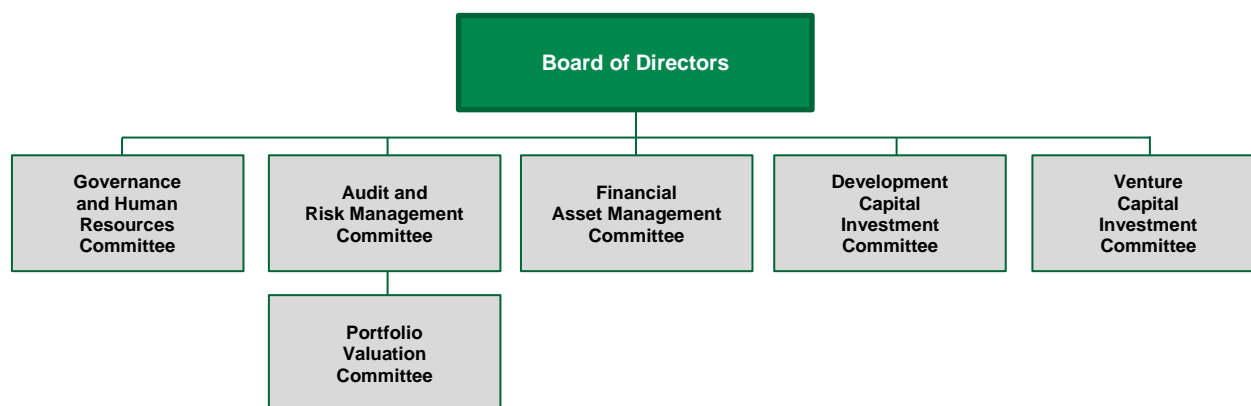 Board of Directors
Governance
and Human
Resources
Committee
Audit and
Risk Management
Committee
Financial
Asset Management
Committee
Development
Capital
Investment
Committee
Venture
Capital
Investment
Committee
Portfolio
Valuation
Committee